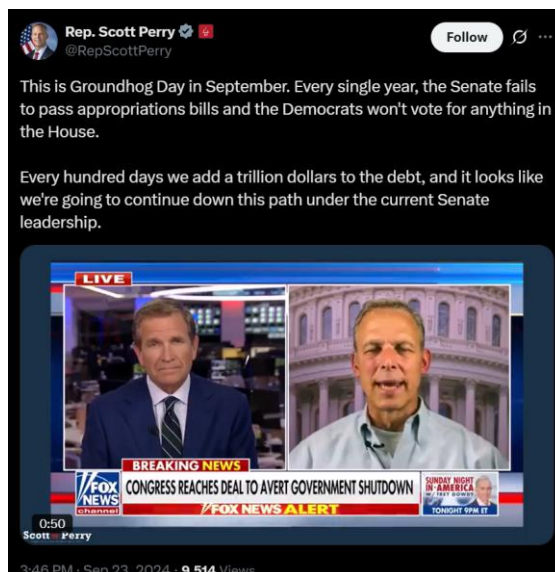 Rep. Scott Perry
@RepScottPerry
Follow
This is Groundhog Day in September. Every single year, the Senate fails
to pass appropriations bills and the Democrats won't vote for anything in
the House.
Every hundred days we add a trillion dollars to the debt, and it looks like
we're going to continue down this path under the current Senate
leadership.
LIVE
BREAKING NEWS
FOX
NEWS
channel
CONGRESS REACHES DEAL TO AVERT GOVERNMENT SHUTDOWN
SUNDAY NIGHT
IN AMERICA
W/ TREY GOWDY
TONIGHT 9PM ET
FOX NEWS ALERT
0:50
Scott Perry
3:46 PM · Sep 23, 2024 · 9,514 Views